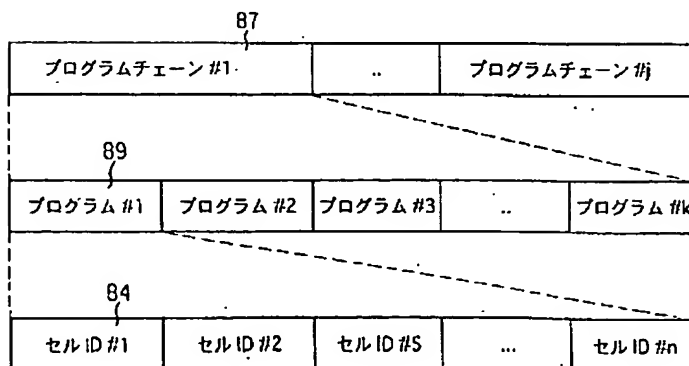 87
プログラムチェーン #1 .. プログラムチェーン #j
89
プログラム #1 プログラム #2 プログラム #3 .. プログラム #k
84
セル ID #1 セル ID #2 セル ID #5 ... セル ID #n